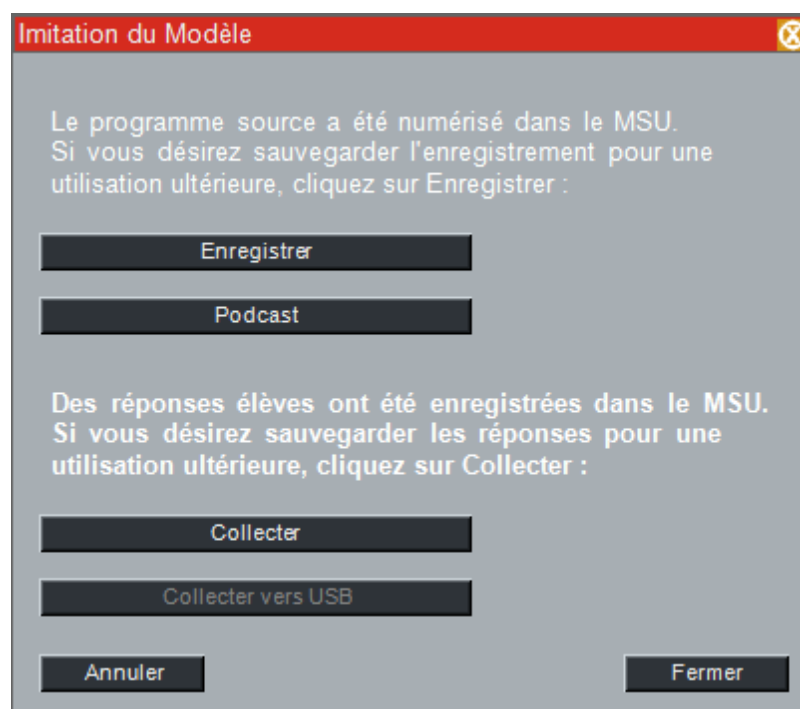 Imitation du Modèle
Le programme source a été numérisé dans le MSU.
Si vous désirez sauvegarder l'enregistrement pour une
utilisation ultérieure, cliquez sur Enregistrer :
Enregistrer
Podcast
Des réponses élèves ont été enregistrées dans le MSU.
Si vous désirez sauvegarder les réponses pour une
utilisation ultérieure, cliquez sur Collecter :
Collecter
Collecter vers USB
Annuler
Fermer